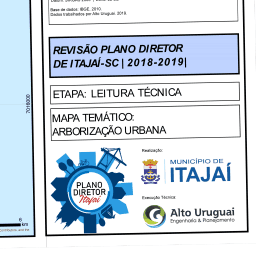 Base de dados: IBGE, 2010.
Dados trabalhados por Alto Uruguai, 2019.
REVISÃO PLANO DIRETOR
DE ITAJAÍ-SC | 2018-2019|
ETAPA: LEITURA TÉCNICA
MAPA TEMÁTICO:
ARBORIZAÇÃO URBANA
Realização:
MUNICÍPIO DE
ITAJAÍ
PLANO
DIRETOR
Itajaí
Execução Técnica:
Alto Uruguai
Engenharia & Planejamento
6
km